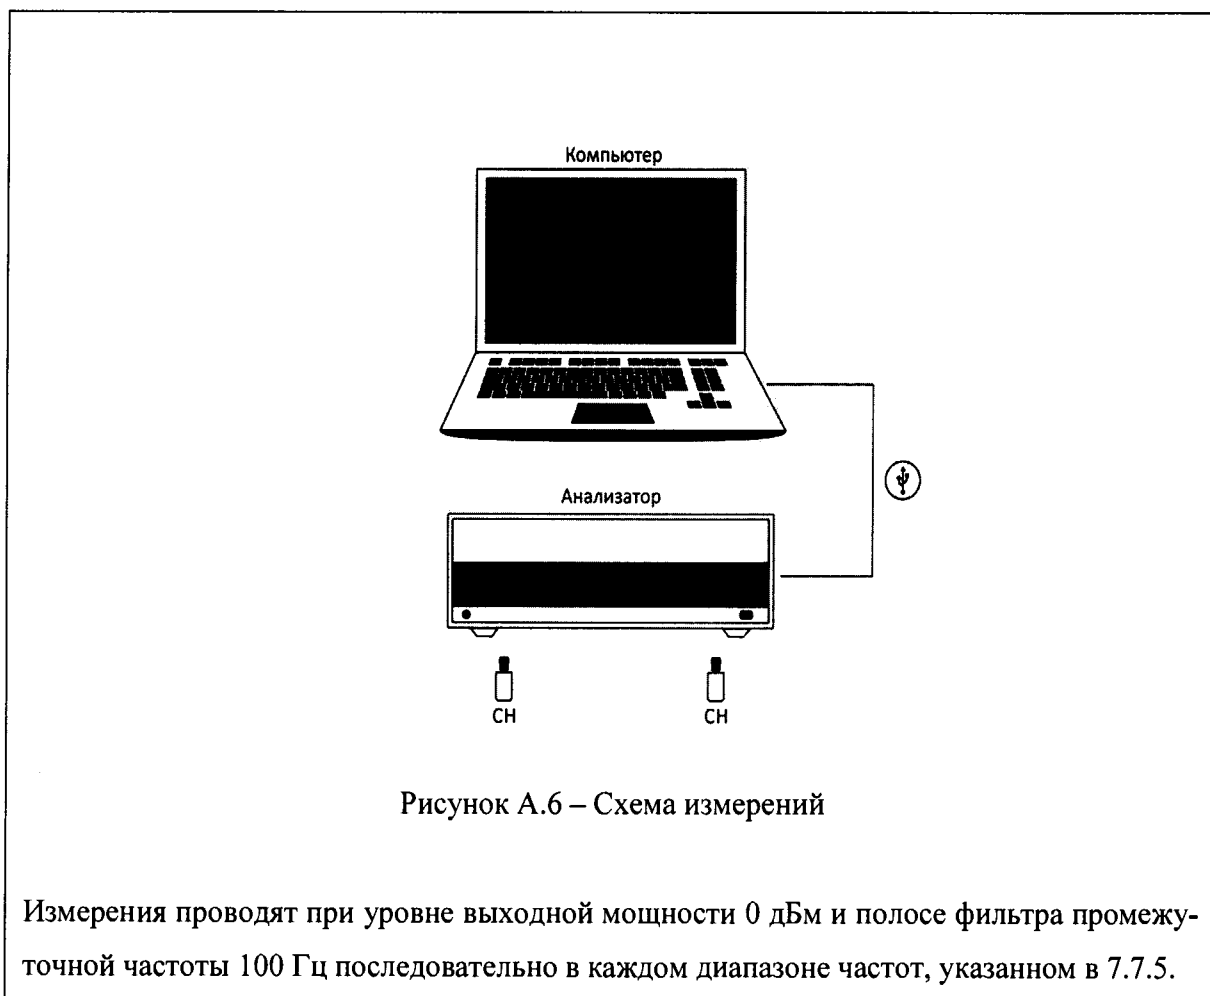 Компьютер
Анализатор
СН
СН
Рисунок А.6 – Схема измерений
Измерения проводят при уровне выходной мощности 0 дБм и полосе фильтра промежу-
точной частоты 100 Гц последовательно в каждом диапазоне частот, указанном в 7.7.5.